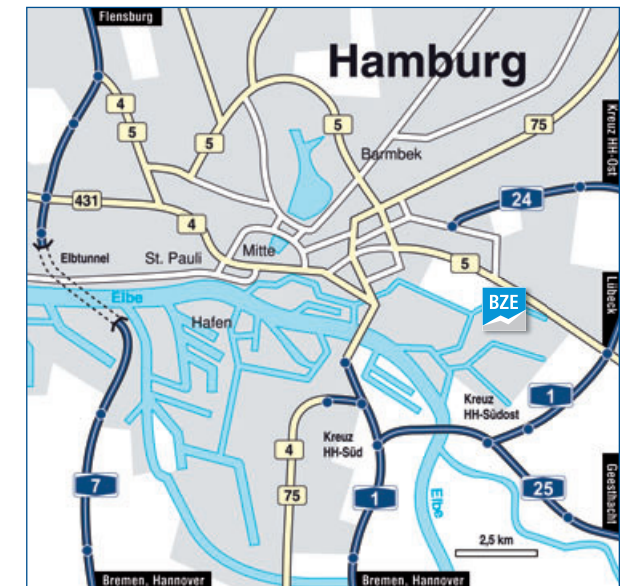 Flensburg
Hamburg
4
5
5
5
75
Barmbek
Kreuz HH-Ost
431
24
4
Elbtunnel
St. Pauli
Mitte
5
Elbe
BZE
Lübeck
Hafen
Kreuz
HH-Südost
1
Kreuz
HH-Süd
4
7
75
1
25
Elbe
Geesthacht
2,5 km
Bremen, Hannover
Bremen, Hannover